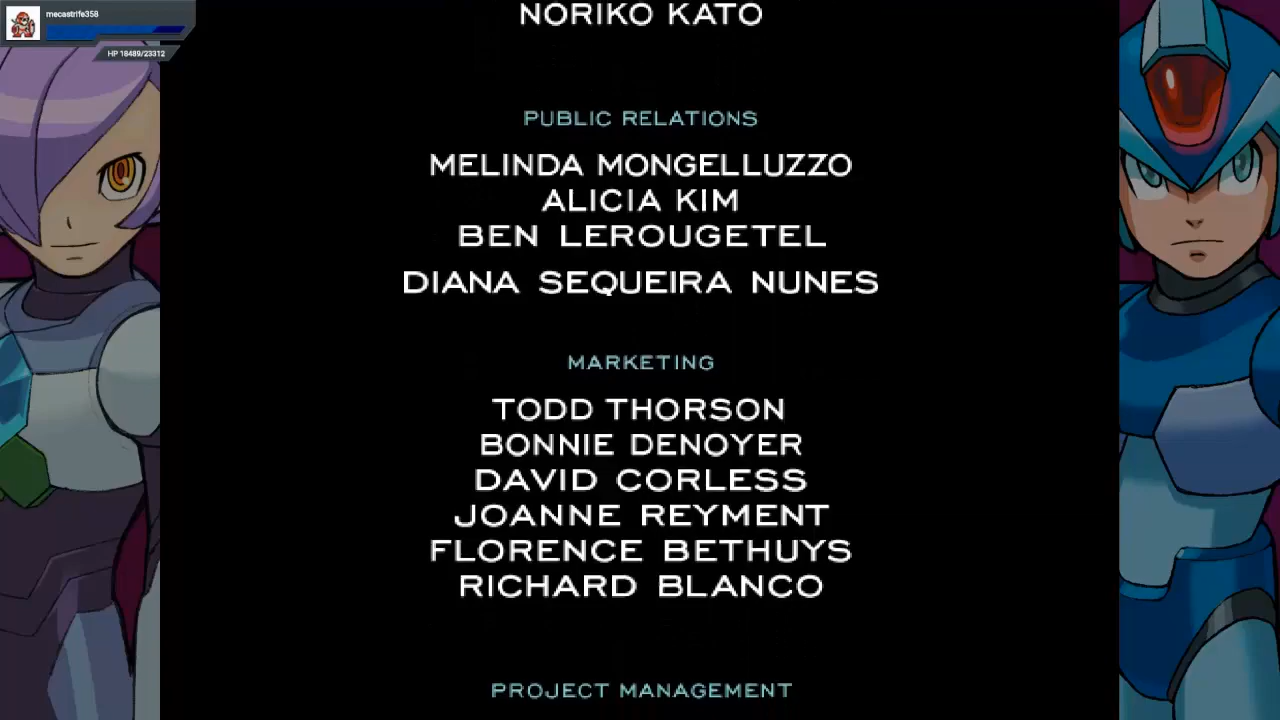 mecastrife358
HP 18489/23312
NORIKO KATO
PUBLIC RELATIONS
MELINDA MONGELLUZZO
ALICIA KIM
BEN LEROUGETEL
DIANA SEQUEIRA NUNES
MARKETING
TODD THORSON
BONNIE DENOYER
DAVID CORLESS
JOANNE REYMENT
FLORENCE BETHUYS
RICHARD BLANCO
PROJECT MANAGEMENT